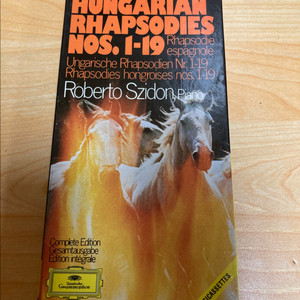 HUNGARIAN
RHAPSODIES
NOS. 1-19 Rhapsodie
espagnole
Ungarische Rhapsodien Nr. 1-19
Rhapsodies hongroises nos. 1-19
Roberto Szidon, Piano
Complete Edition
Gesamtausgabe
Edition intégrale
Deutsche
Grammophon
CASSETTES